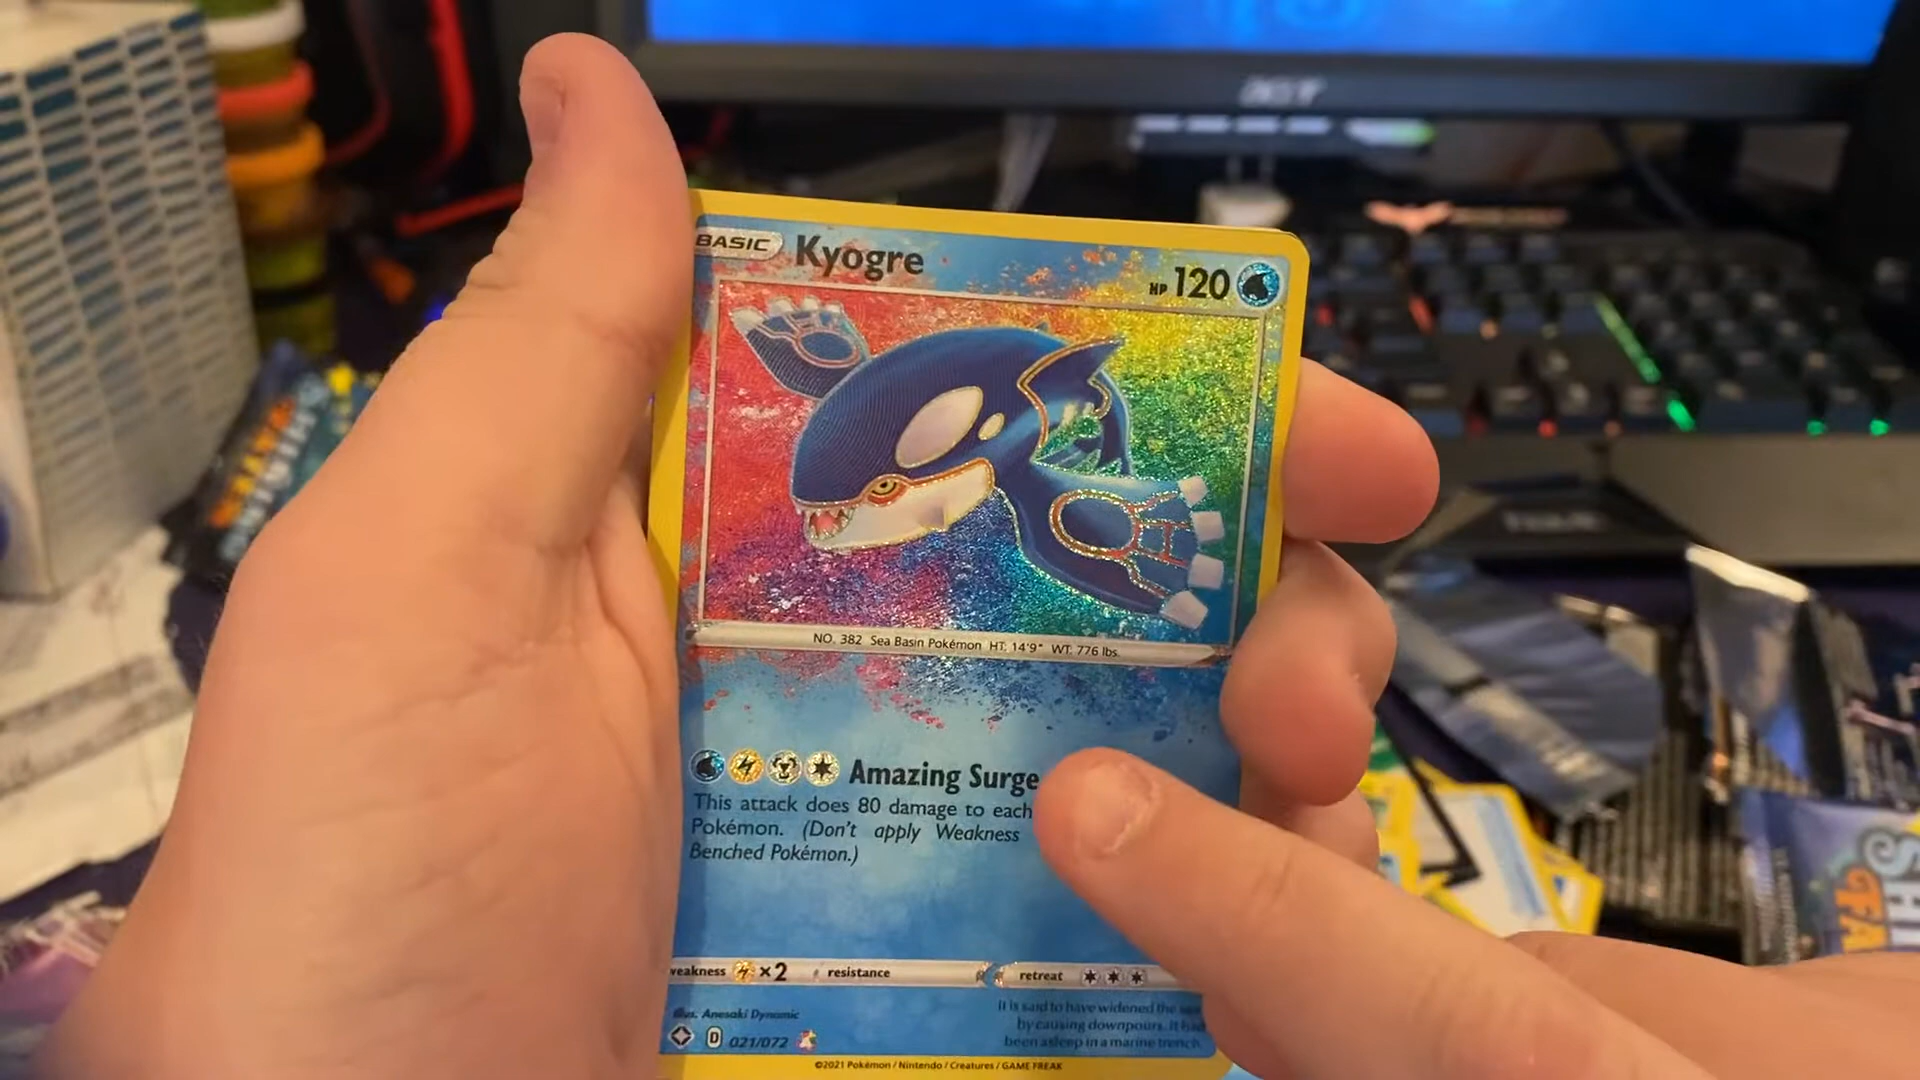 acer
BASIC Kyogre HP 120
NO. 382 Sea Basin Pokémon HT: 14'9" WT: 776 lbs.
Amazing Surge
This attack does 80 damage to each
Pokémon. (Don't apply Weakness
Benched Pokémon.)
weakness ×2 resistance retreat
Illus. Anesaki Dynamic
It is said to have widened the
by causing downpours. It had
been asleep in a marine trench.
D 021/072
©2021 Pokémon / Nintendo / Creatures / GAME FREAK